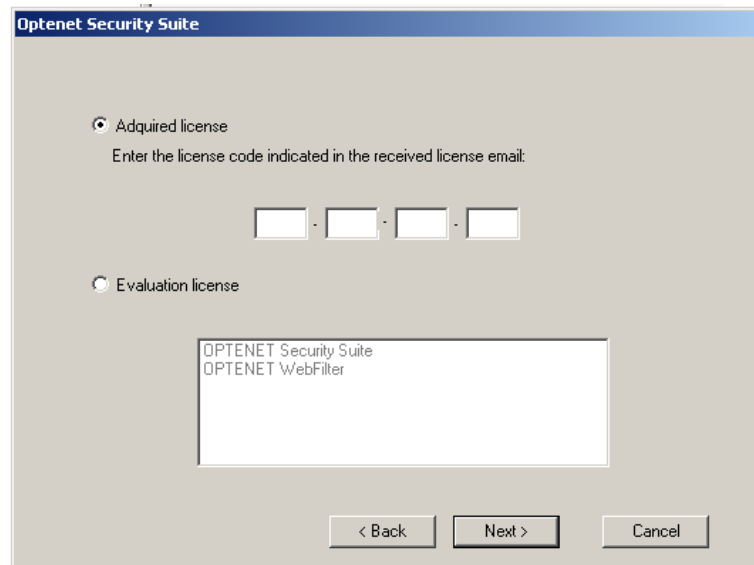 Optenet Security Suite
Adquired license
Enter the license code indicated in the received license email:
- - -
Evaluation license
OPTENET Security Suite
OPTENET WebFilter
< Back Next > Cancel